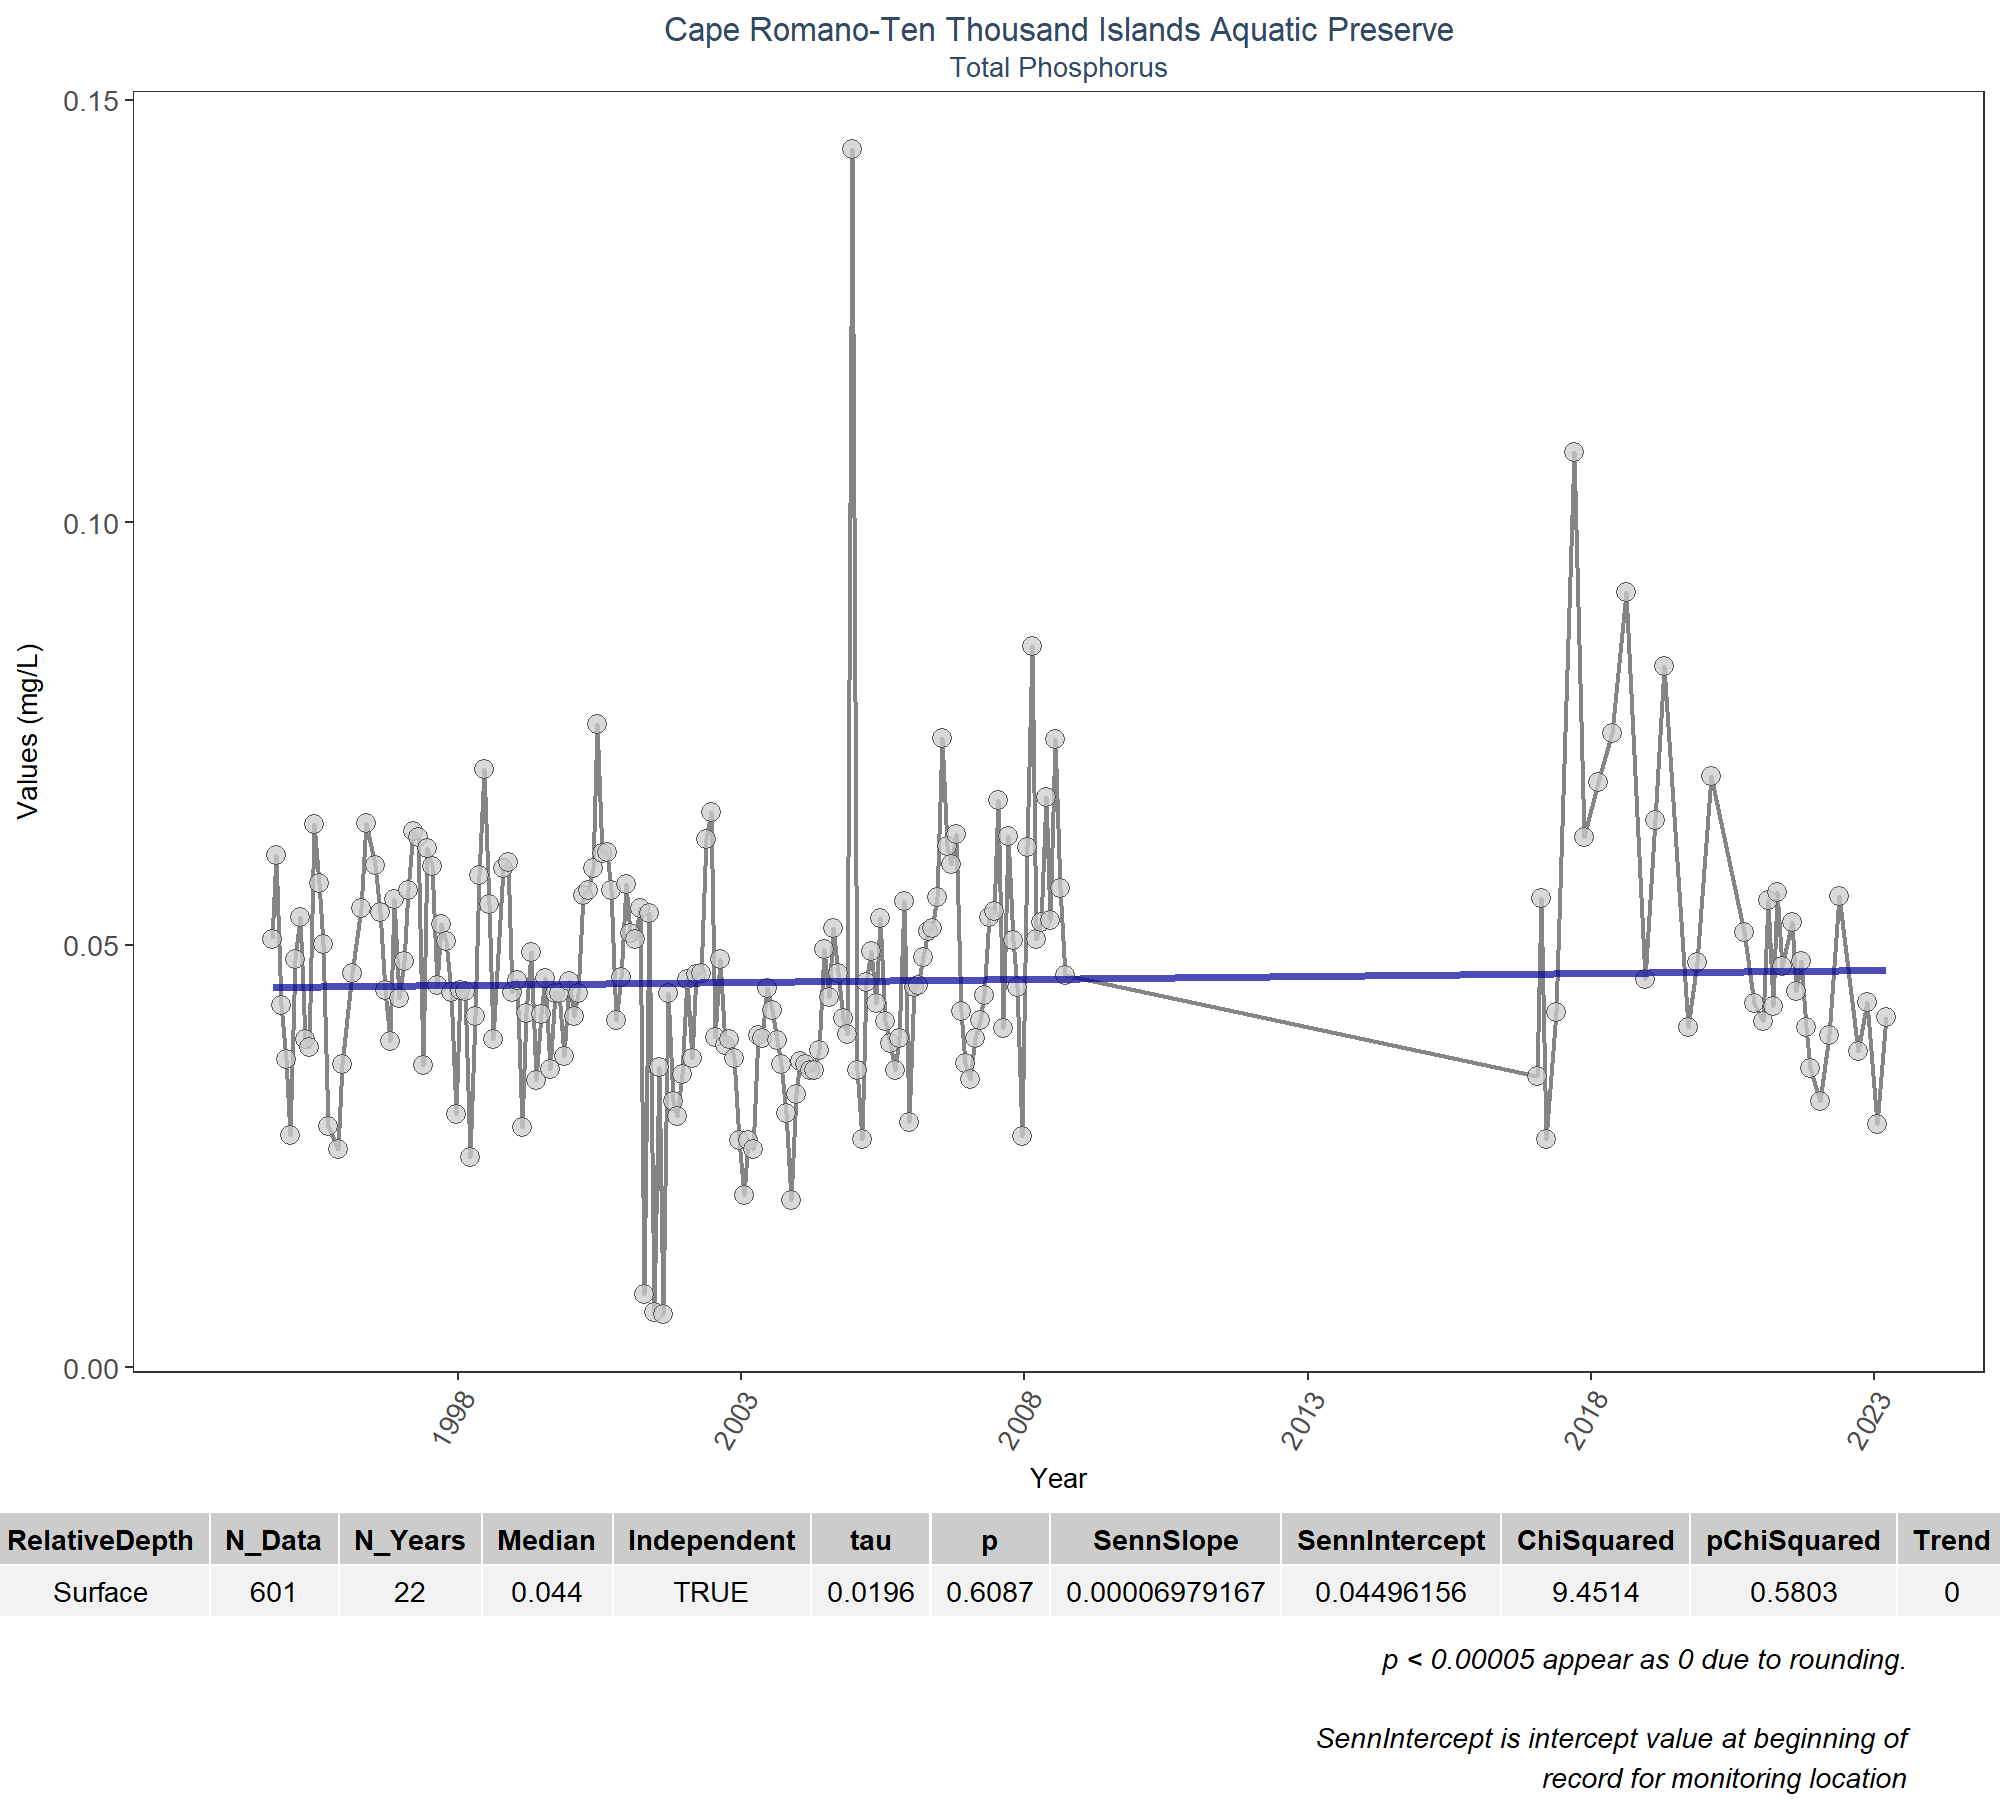 Cape Romano-Ten Thousand Islands Aquatic Preserve
Total Phosphorus
0.15
0.10
0.05
0.00
Values (mg/L)
1998
2003
2008
2013
2018
2023
Year
RelativeDepth N_Data N_Years Median Independent tau p SennSlope SennIntercept ChiSquared pChiSquared Trend
Surface 601 22 0.044 TRUE 0.0196 0.6087 0.00006979167 0.04496156 9.4514 0.5803 0
p < 0.00005 appear as 0 due to rounding.
SennIntercept is intercept value at beginning of
record for monitoring location